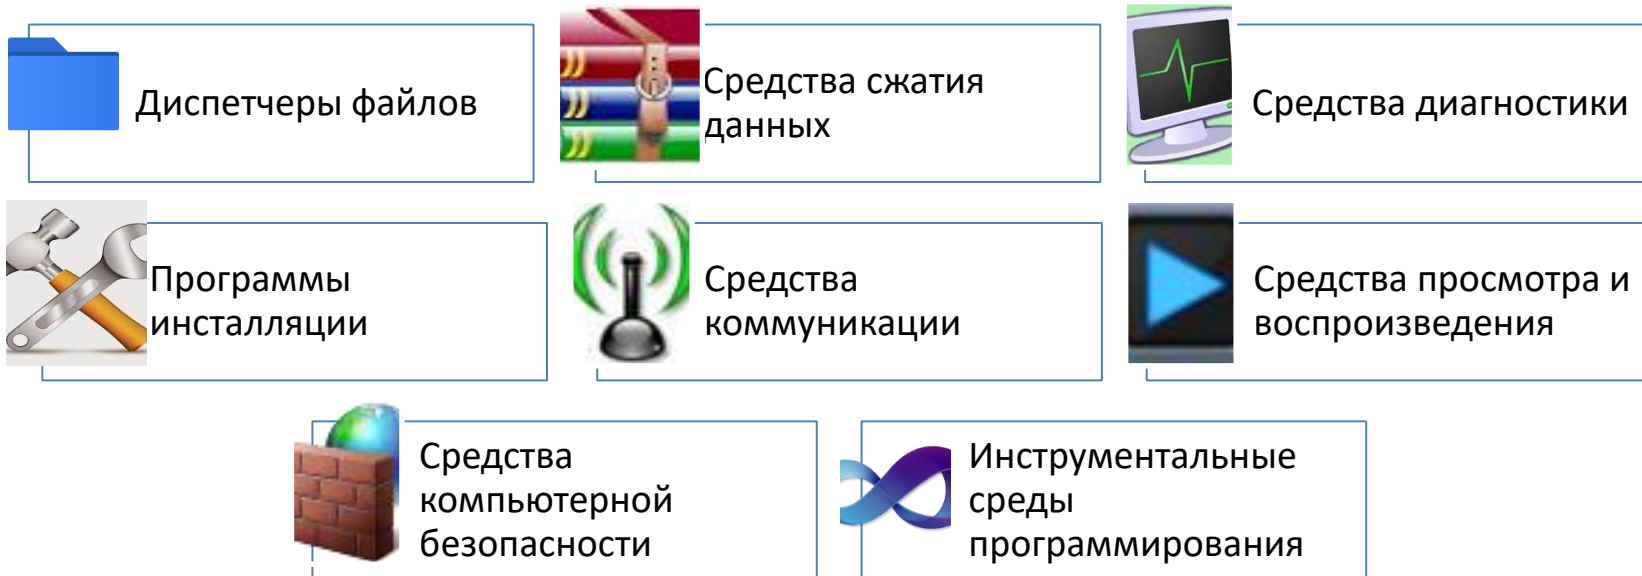 Диспетчеры файлов
Средства сжатия
данных
Средства диагностики
Программы
инсталляции
Средства
коммуникации
Средства просмотра и
воспроизведения
Средства
компьютерной
безопасности
Инструментальные
среды
программирования